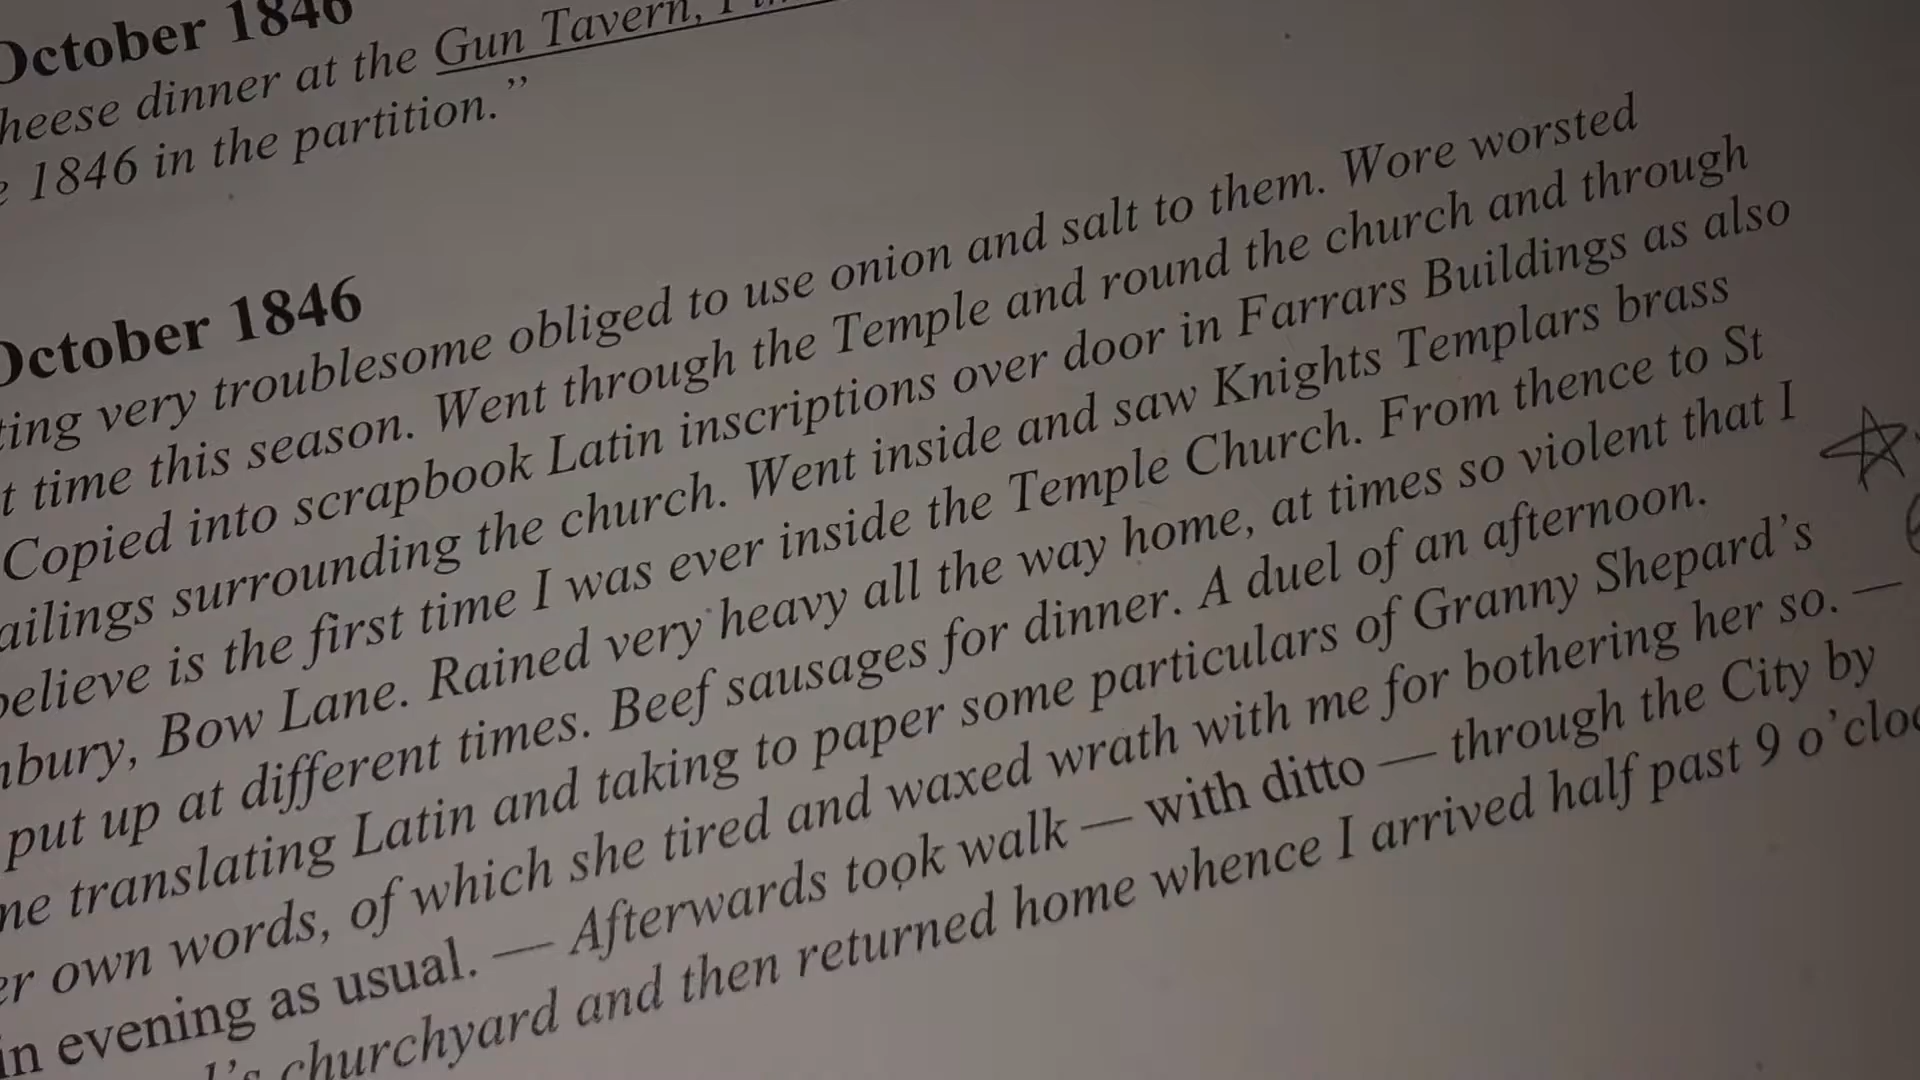 October 1846
heese dinner at the Gun Tavern,
1846 in the partition.”
October 1846
ting very troublesome obliged to use onion and salt to them. Wore worsted
t time this season. Went through the Temple and round the church and through
Copied into scrapbook Latin inscriptions over door in Farrars Buildings as also
ailings surrounding the church. Went inside and saw Knights Templars brass
believe is the first time I was ever inside the Temple Church. From thence to St
nbury, Bow Lane. Rained very heavy all the way home, at times so violent that I
put up at different times. Beef sausages for dinner. A duel of an afternoon.
ne translating Latin and taking to paper some particulars of Granny Shepard’s
er own words, of which she tired and waxed wrath with me for bothering her so. —
in evening as usual. — Afterwards took walk — with ditto — through the City by
churchyard and then returned home whence I arrived half past 9 o’cloc